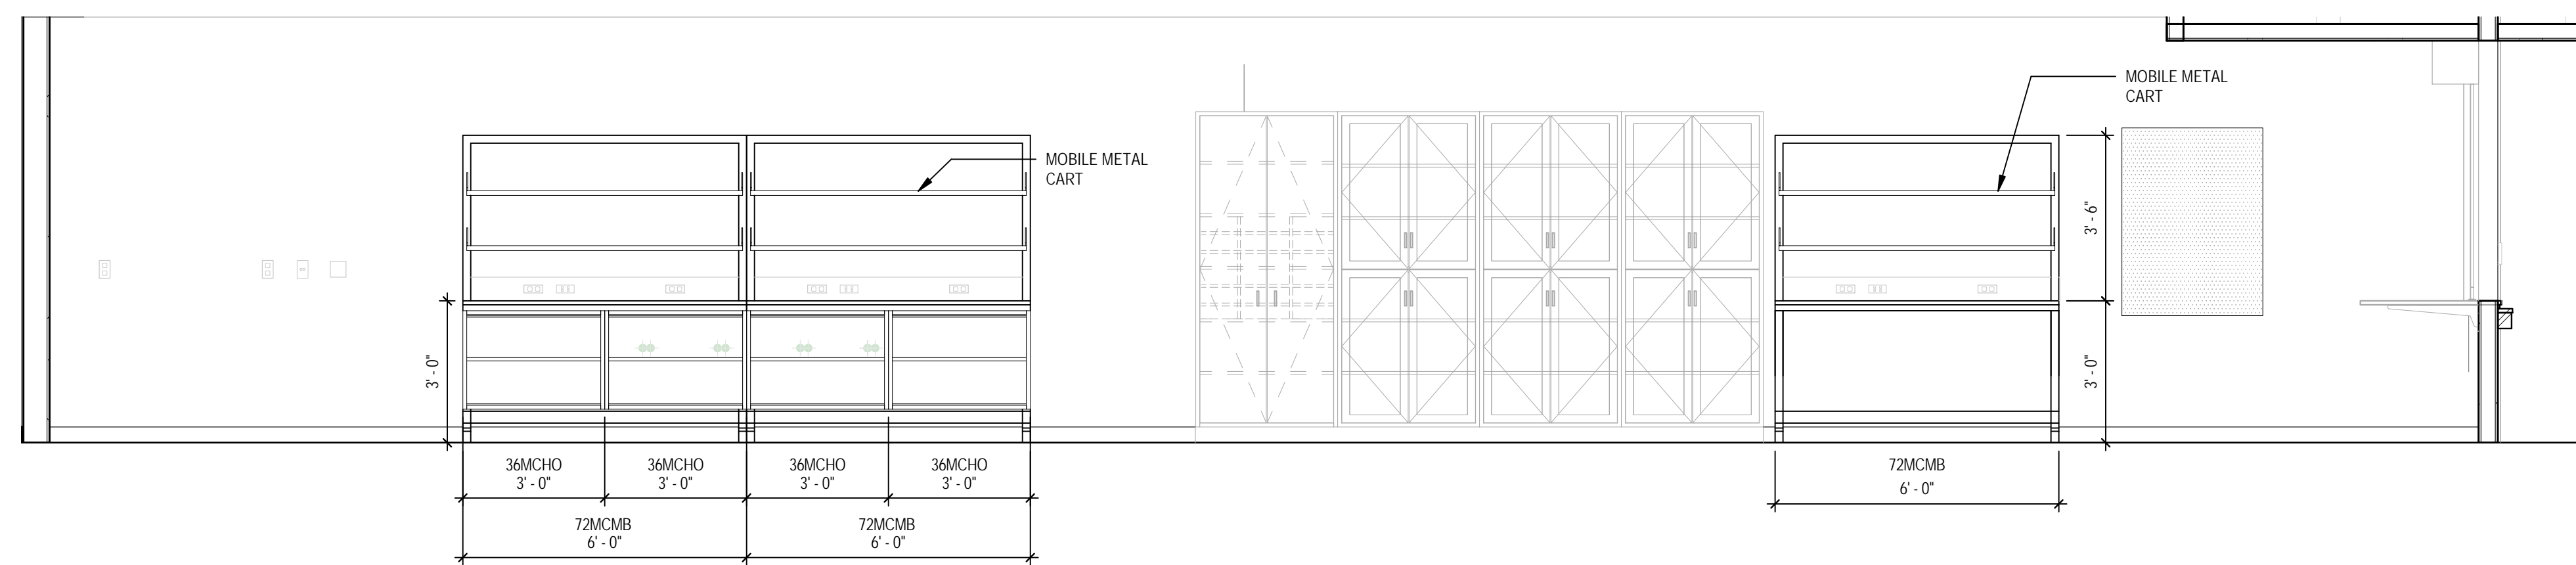 MOBILE METAL
CART
MOBILE METAL
CART
3' - 6"
3' - 0"
3' - 0"
36MCHO
3' - 0"
36MCHO
3' - 0"
36MCHO
3' - 0"
36MCHO
3' - 0"
72MCMB
6' - 0"
72MCMB
6' - 0"
72MCMB
6' - 0"